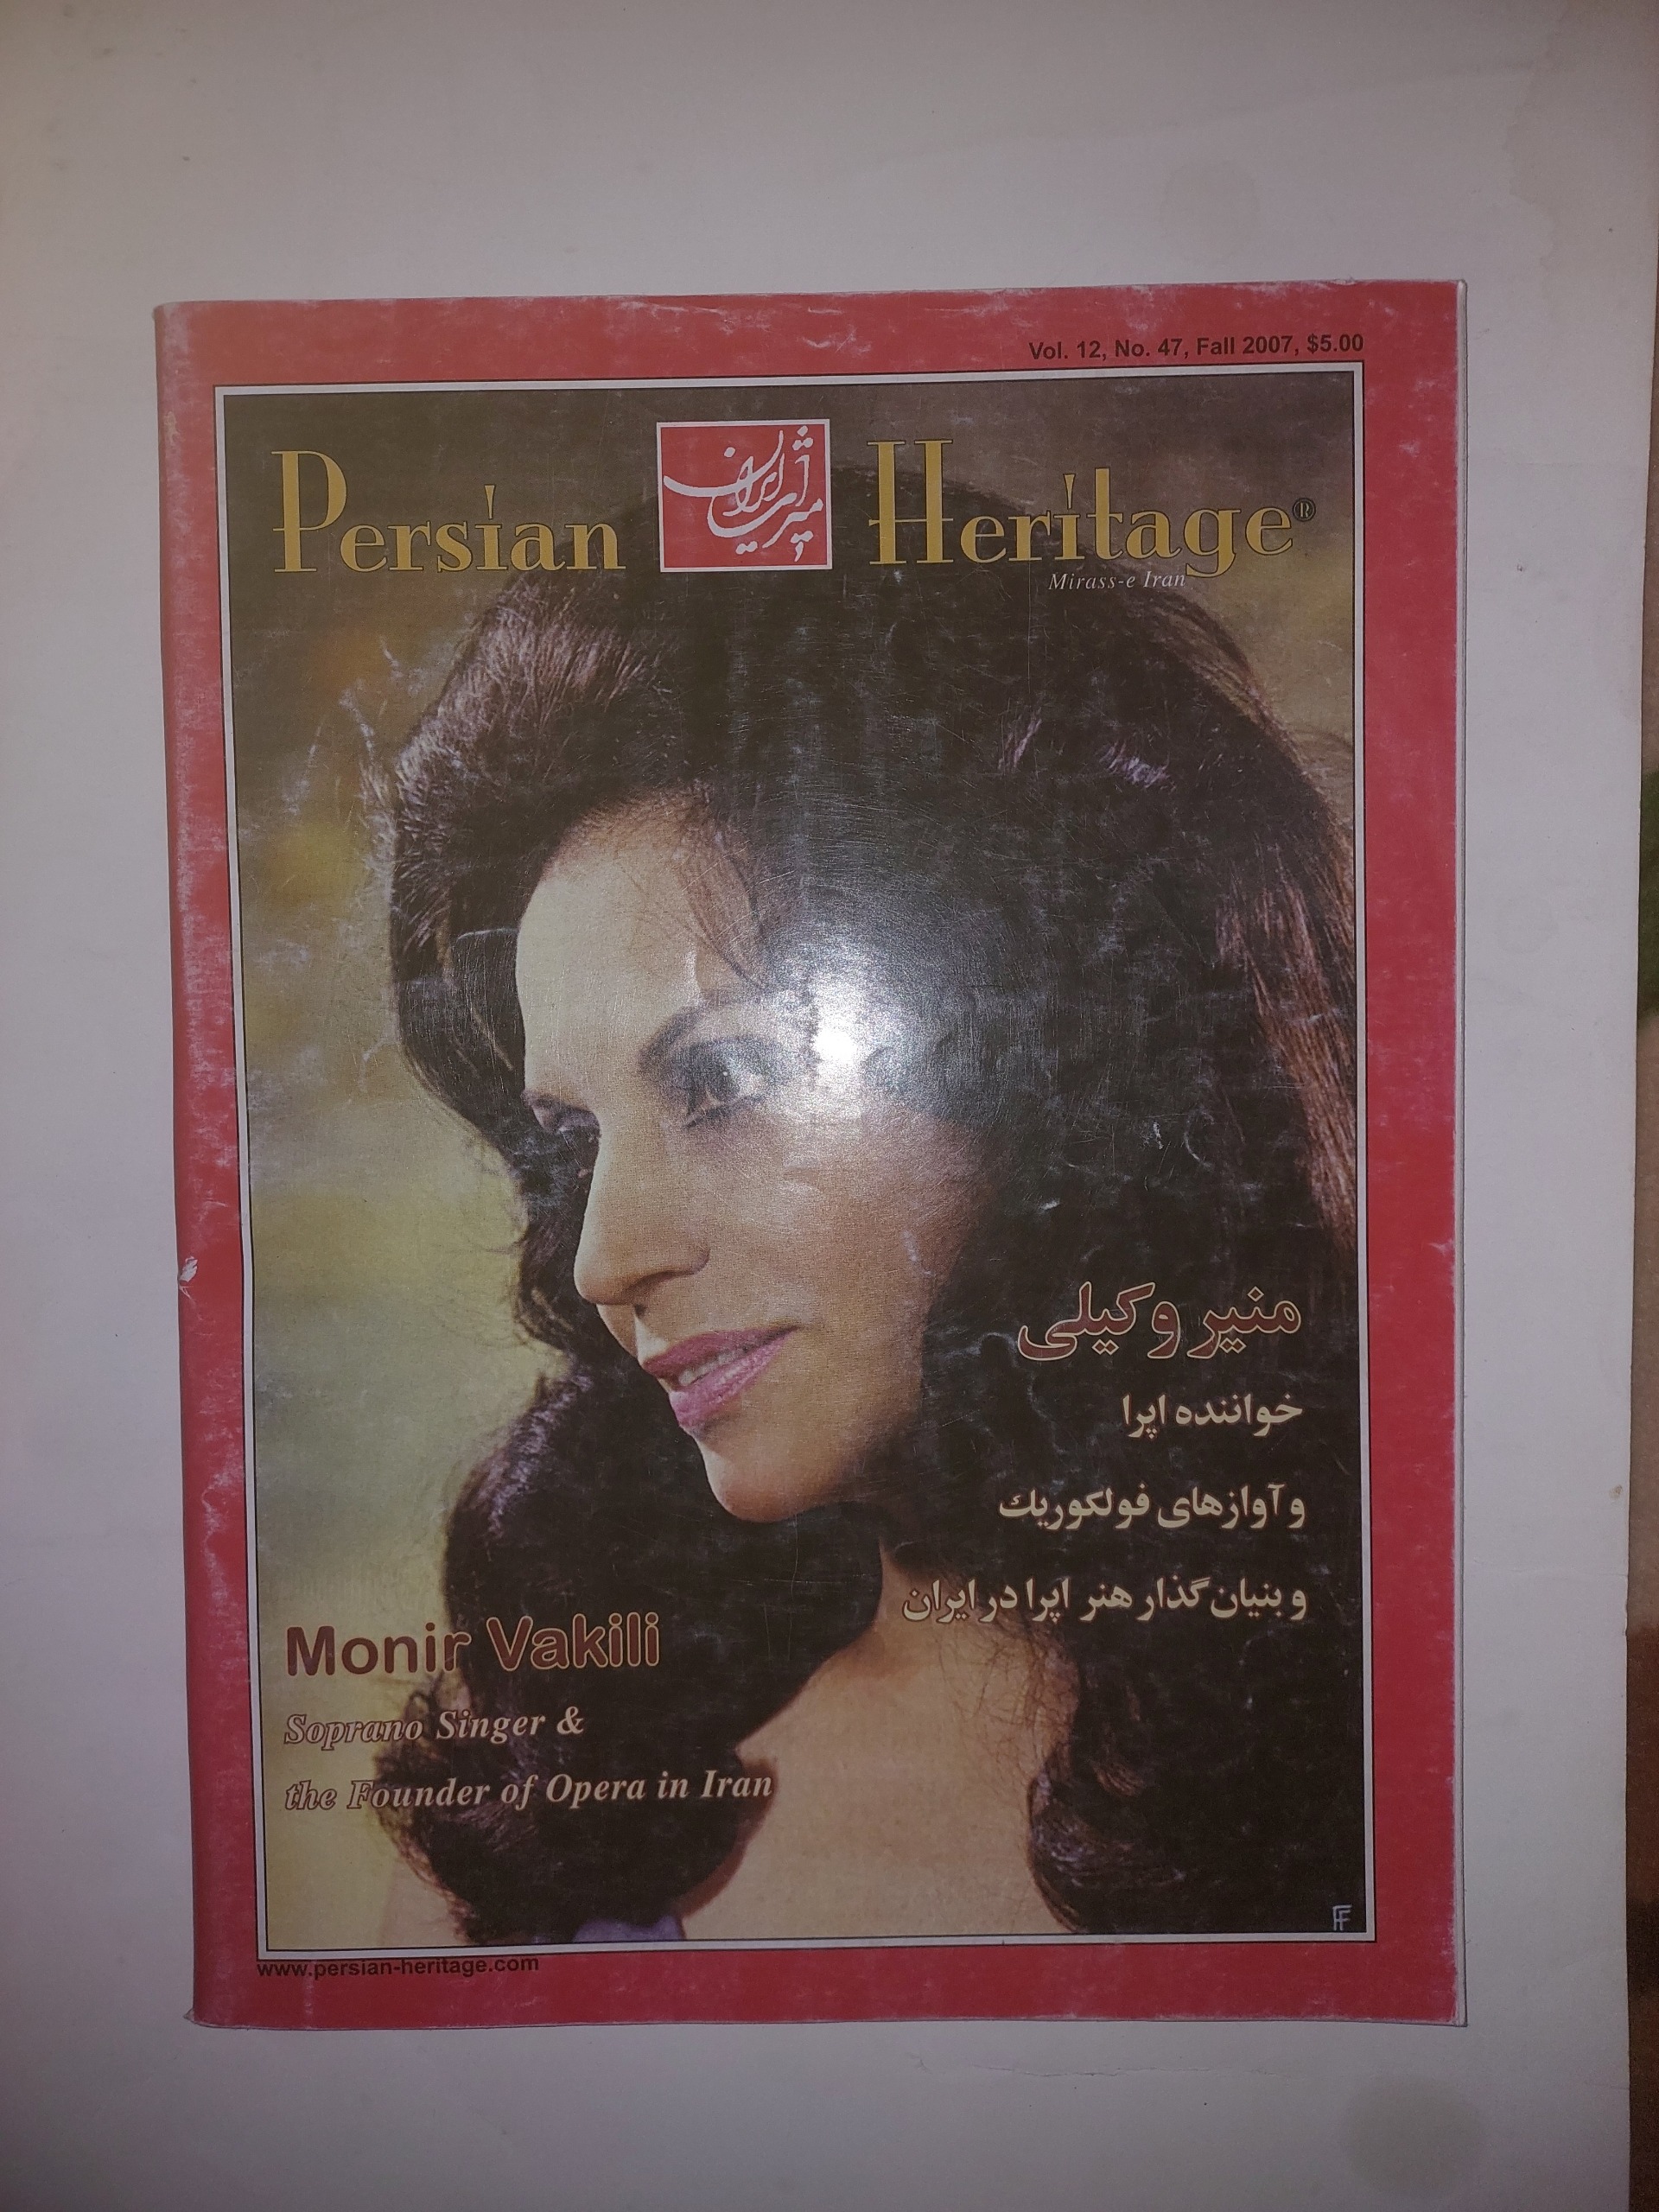 Vol. 12, No. 47, Fall 2007, $5.00
Persian میراث ایران Heritage®
Mirass-e Iran
منیر وکیلی
خواننده اپرا
و آوازهای فولکوریك
و بنیان‌گذار هنر اپرا در ایران
Monir Vakili
Soprano Singer &
the Founder of Opera in Iran
www.persian-heritage.com